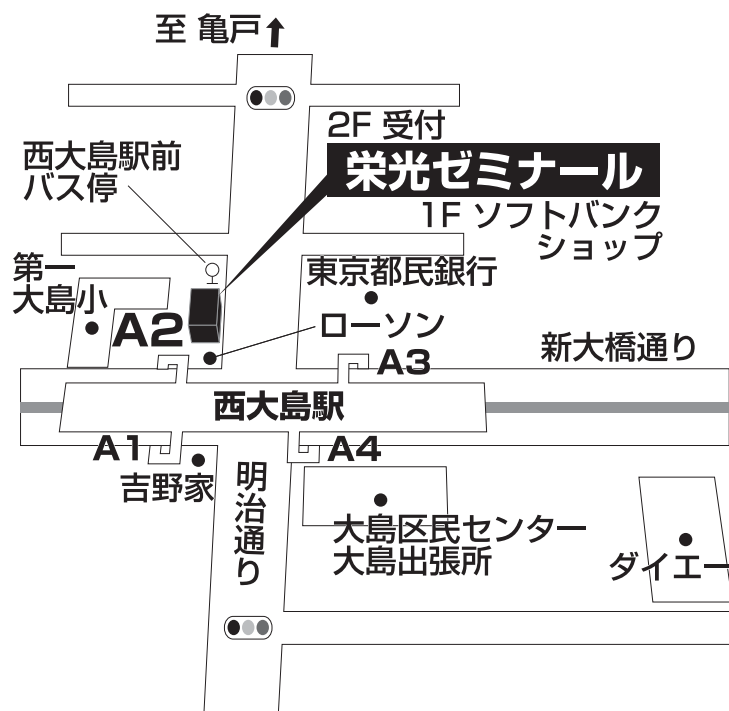 至 亀戸
2F 受付
栄光ゼミナール
1F ソフトバンク
ショップ
西大島駅前
バス停
第一
大島小
東京都民銀行
A2
ローソン
A3
新大橋通り
西大島駅
A1
A4
吉野家
明治通り
大島区民センター
大島出張所
ダイエー